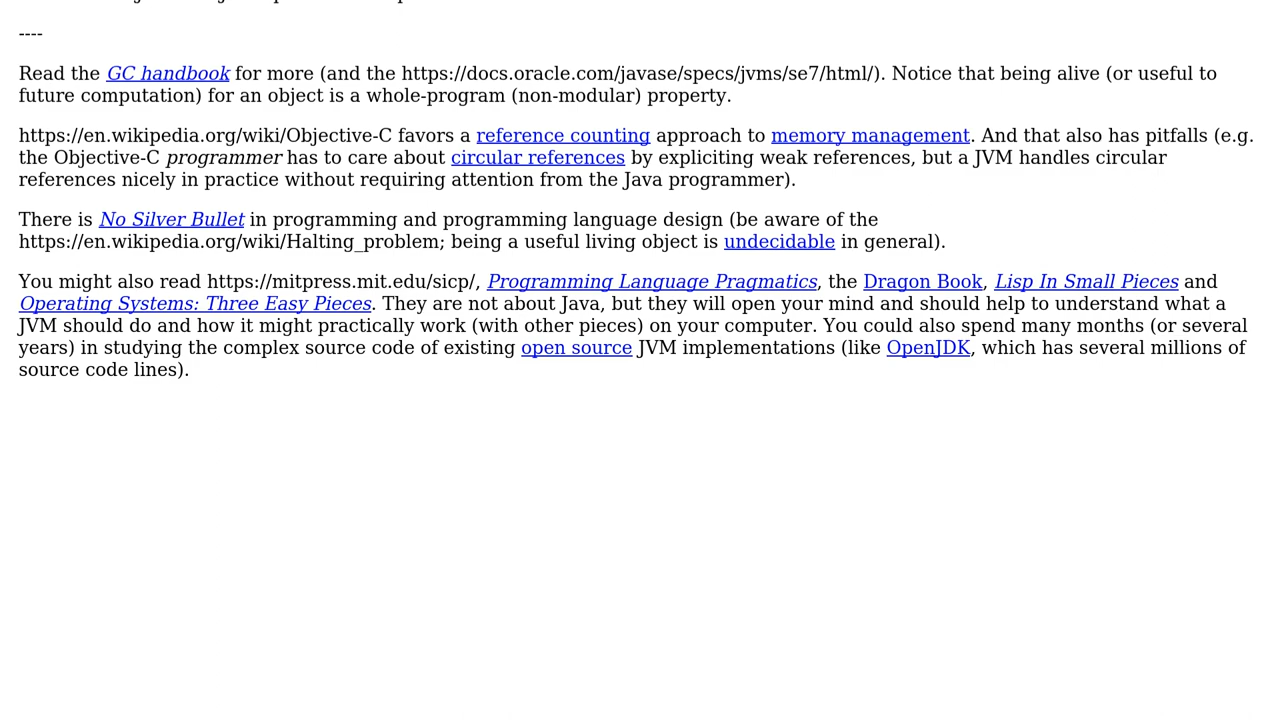 ----
Read the GC handbook for more (and the https://docs.oracle.com/javase/specs/jvms/se7/html/). Notice that being alive (or useful to
future computation) for an object is a whole-program (non-modular) property.
https://en.wikipedia.org/wiki/Objective-C favors a reference counting approach to memory management. And that also has pitfalls (e.g.
the Objective-C programmer has to care about circular references by expliciting weak references, but a JVM handles circular
references nicely in practice without requiring attention from the Java programmer).
There is No Silver Bullet in programming and programming language design (be aware of the
https://en.wikipedia.org/wiki/Halting_problem; being a useful living object is undecidable in general).
You might also read https://mitpress.mit.edu/sicp/, Programming Language Pragmatics, the Dragon Book, Lisp In Small Pieces and
Operating Systems: Three Easy Pieces. They are not about Java, but they will open your mind and should help to understand what a
JVM should do and how it might practically work (with other pieces) on your computer. You could also spend many months (or several
years) in studying the complex source code of existing open source JVM implementations (like OpenJDK, which has several millions of
source code lines).